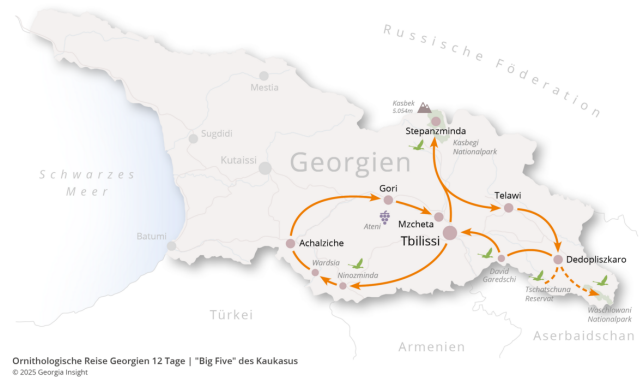 Russische Föderation
Kasbek
5.054m
Stepanzminda
Kasbegi
Nationalpark
Mestia
Sugdidi
Kutaissi
Georgien
Schwarzes
Meer
Gori
Telawi
Ateni
Mzcheta
Tbilissi
Batumi
Achalziche
Wardsia
Ninozminda
David
Garedschi
Dedopliszkaro
Tschatschuna
Reservat
Waschlowani
Nationalpark
Türkei
Armenien
Aserbaidschan
Ornithologische Reise Georgien 12 Tage | "Big Five" des Kaukasus
© 2025 Georgia Insight